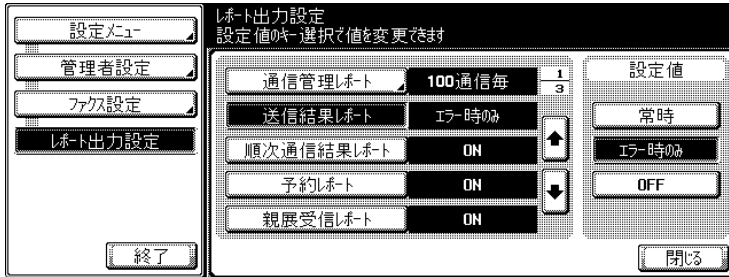 設定メニュー
管理者設定
ファクス設定
レポート出力設定
終了
レポート出力設定
設定値のキー選択で値を変更できます
通信管理レポート 100通信毎 1/3
送信結果レポート エラー時のみ
順次通信結果レポート ON
予約レポート ON
親展受信レポート ON
設定値
常時
エラー時のみ
OFF
閉じる